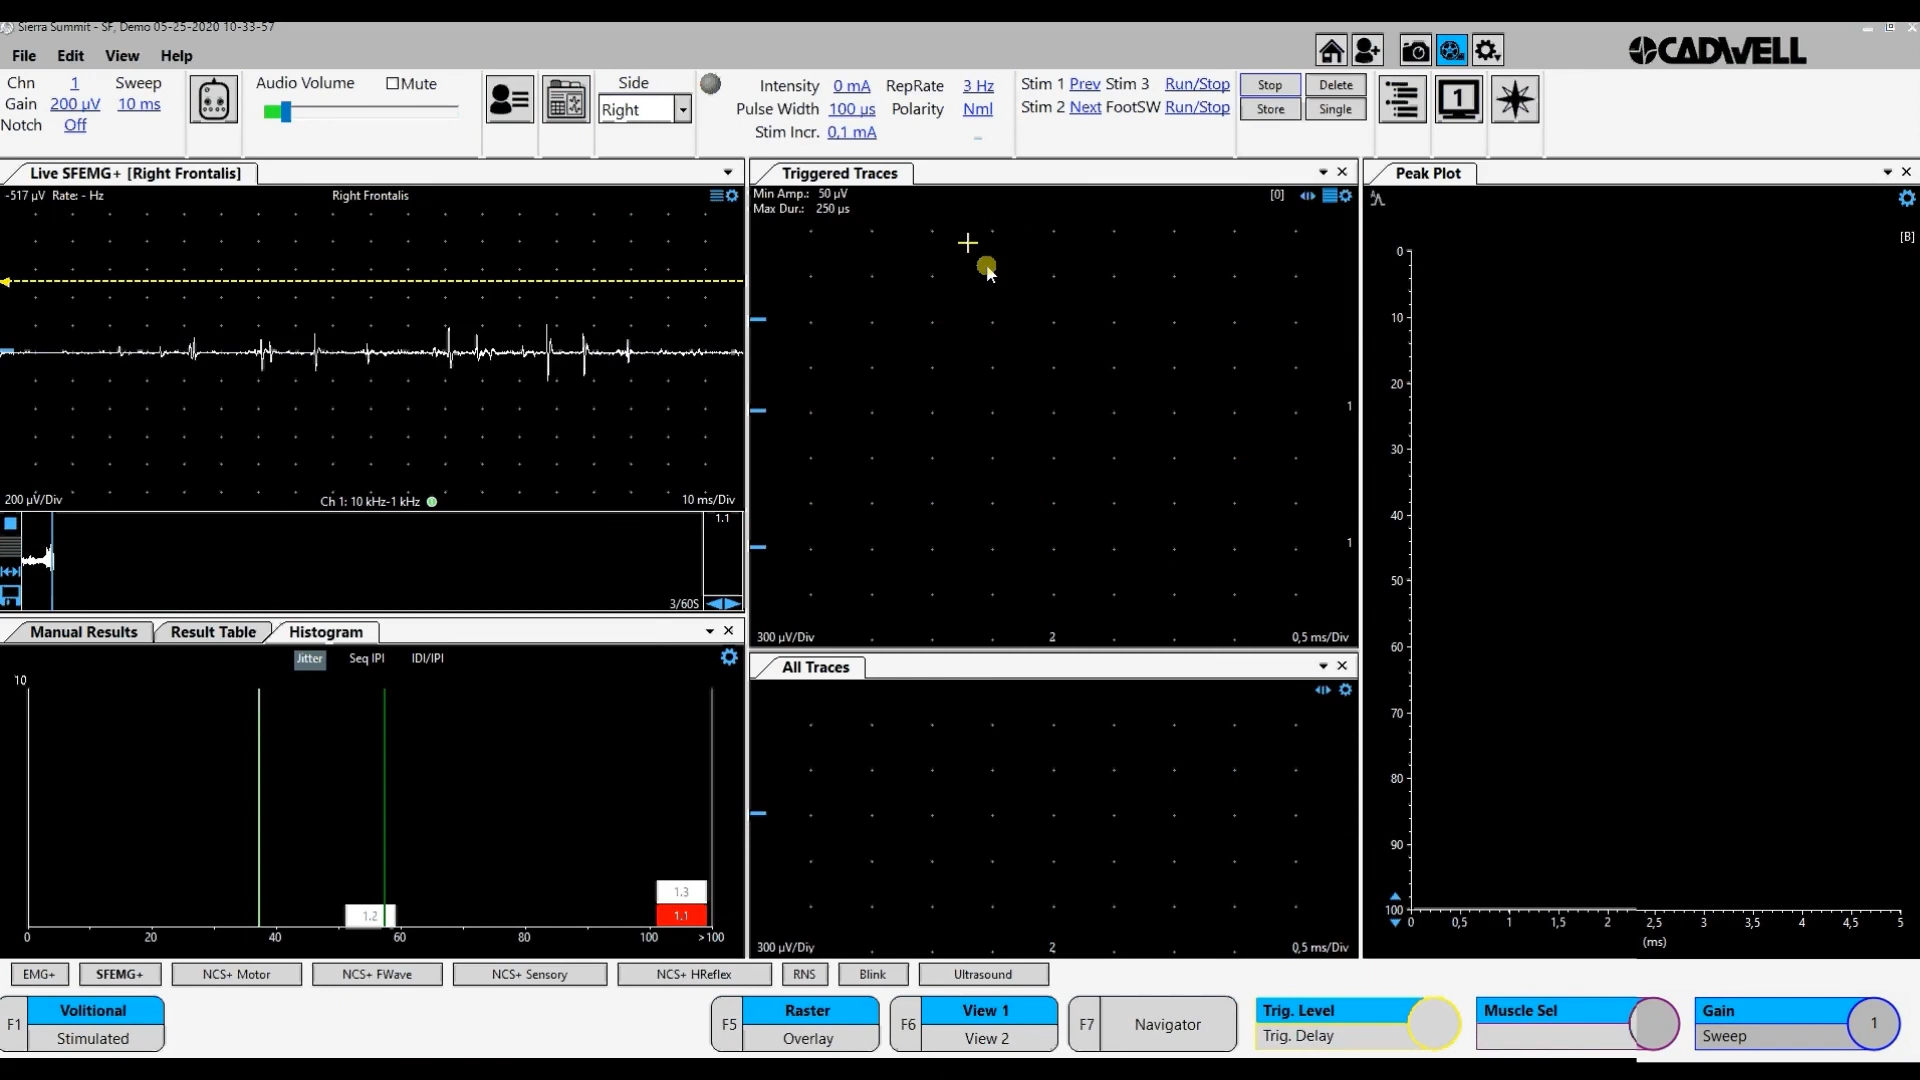 Sierra Summit - SF, Demo 05-25-2020 10-33-57
File Edit View Help
CADWELL
Chn 1 Sweep
Gain 200 µV 10 ms
Notch Off
Audio Volume Mute
Side
Right
Intensity 0 mA RepRate 3 Hz
Pulse Width 100 µs Polarity Nml
Stim Incr. 0,1 mA
Stim 1 Prev Stim 3 Run/Stop
Stim 2 Next FootSW Run/Stop
Stop Delete
Store Single
1
Live SFEMG+ [Right Frontalis]
-517 µV Rate: - Hz Right Frontalis
200 µV/Div Ch 1: 10 kHz-1 kHz 10 ms/Div
1.1
3/60S
Manual Results Result Table Histogram
Jitter Seq IPI IDI/IPI
10
1.3
1.2 1.1
0 20 40 60 80 100 >100
Triggered Traces
Min Amp.: 50 µV [0]
Max Dur.: 250 µs
1
1
300 µV/Div 2 0,5 ms/Div
All Traces
300 µV/Div 2 0,5 ms/Div
Peak Plot
[B]
0
10
20
30
40
50
60
70
80
90
100
0 0,5 1 1,5 2 2,5 3 3,5 4 4,5 5
(ms)
EMG+ SFEMG+ NCS+ Motor NCS+ FWave NCS+ Sensory NCS+ HReflex RNS Blink Ultrasound
F1 Volitional
Stimulated
F5 Raster
Overlay
F6 View 1
View 2
F7 Navigator
Trig. Level
Trig. Delay
Muscle Sel
Gain
Sweep
1